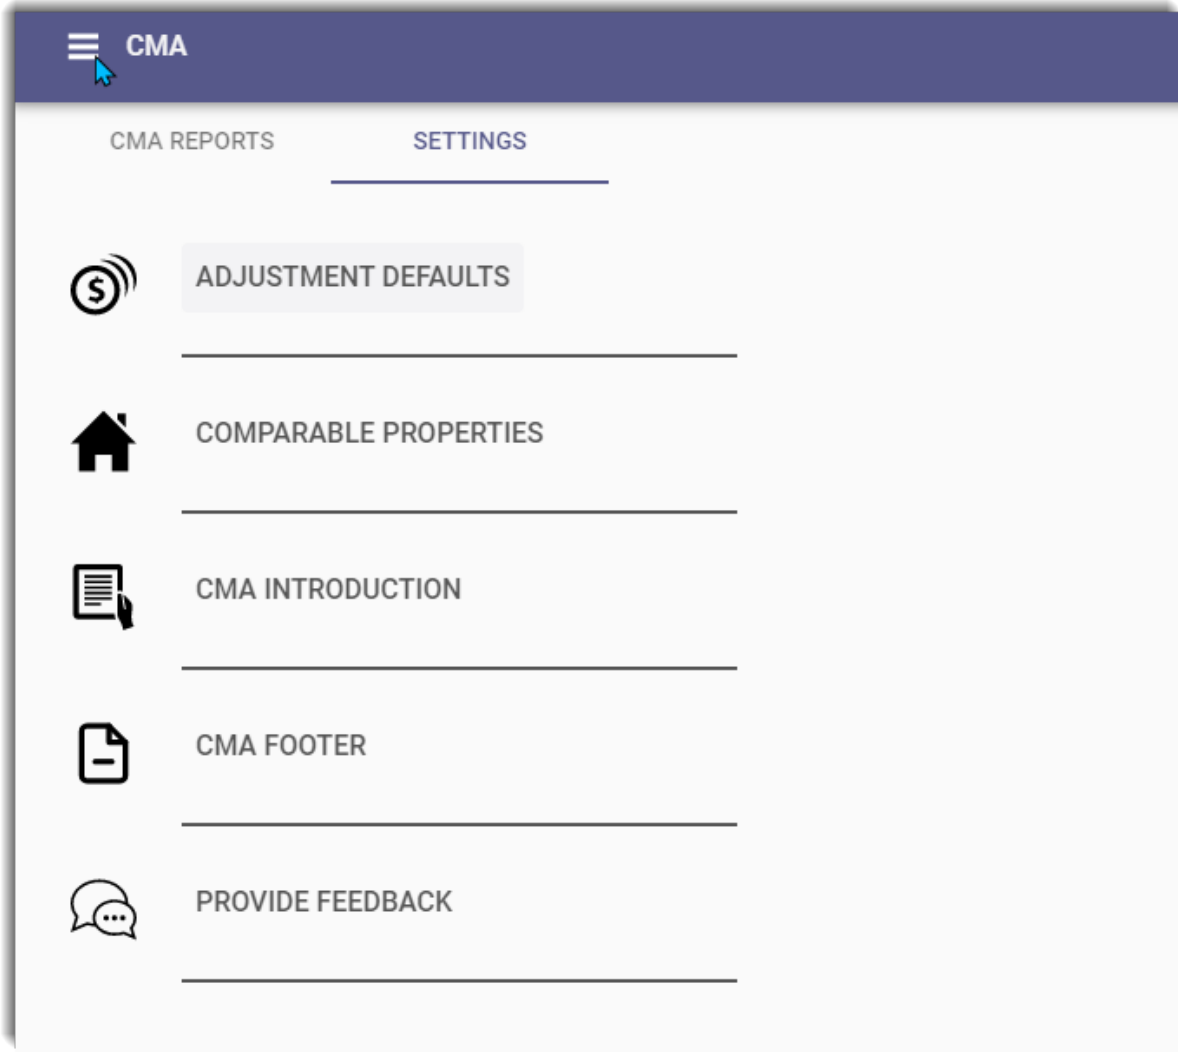 CMA
CMA REPORTS SETTINGS
ADJUSTMENT DEFAULTS
COMPARABLE PROPERTIES
CMA INTRODUCTION
CMA FOOTER
PROVIDE FEEDBACK